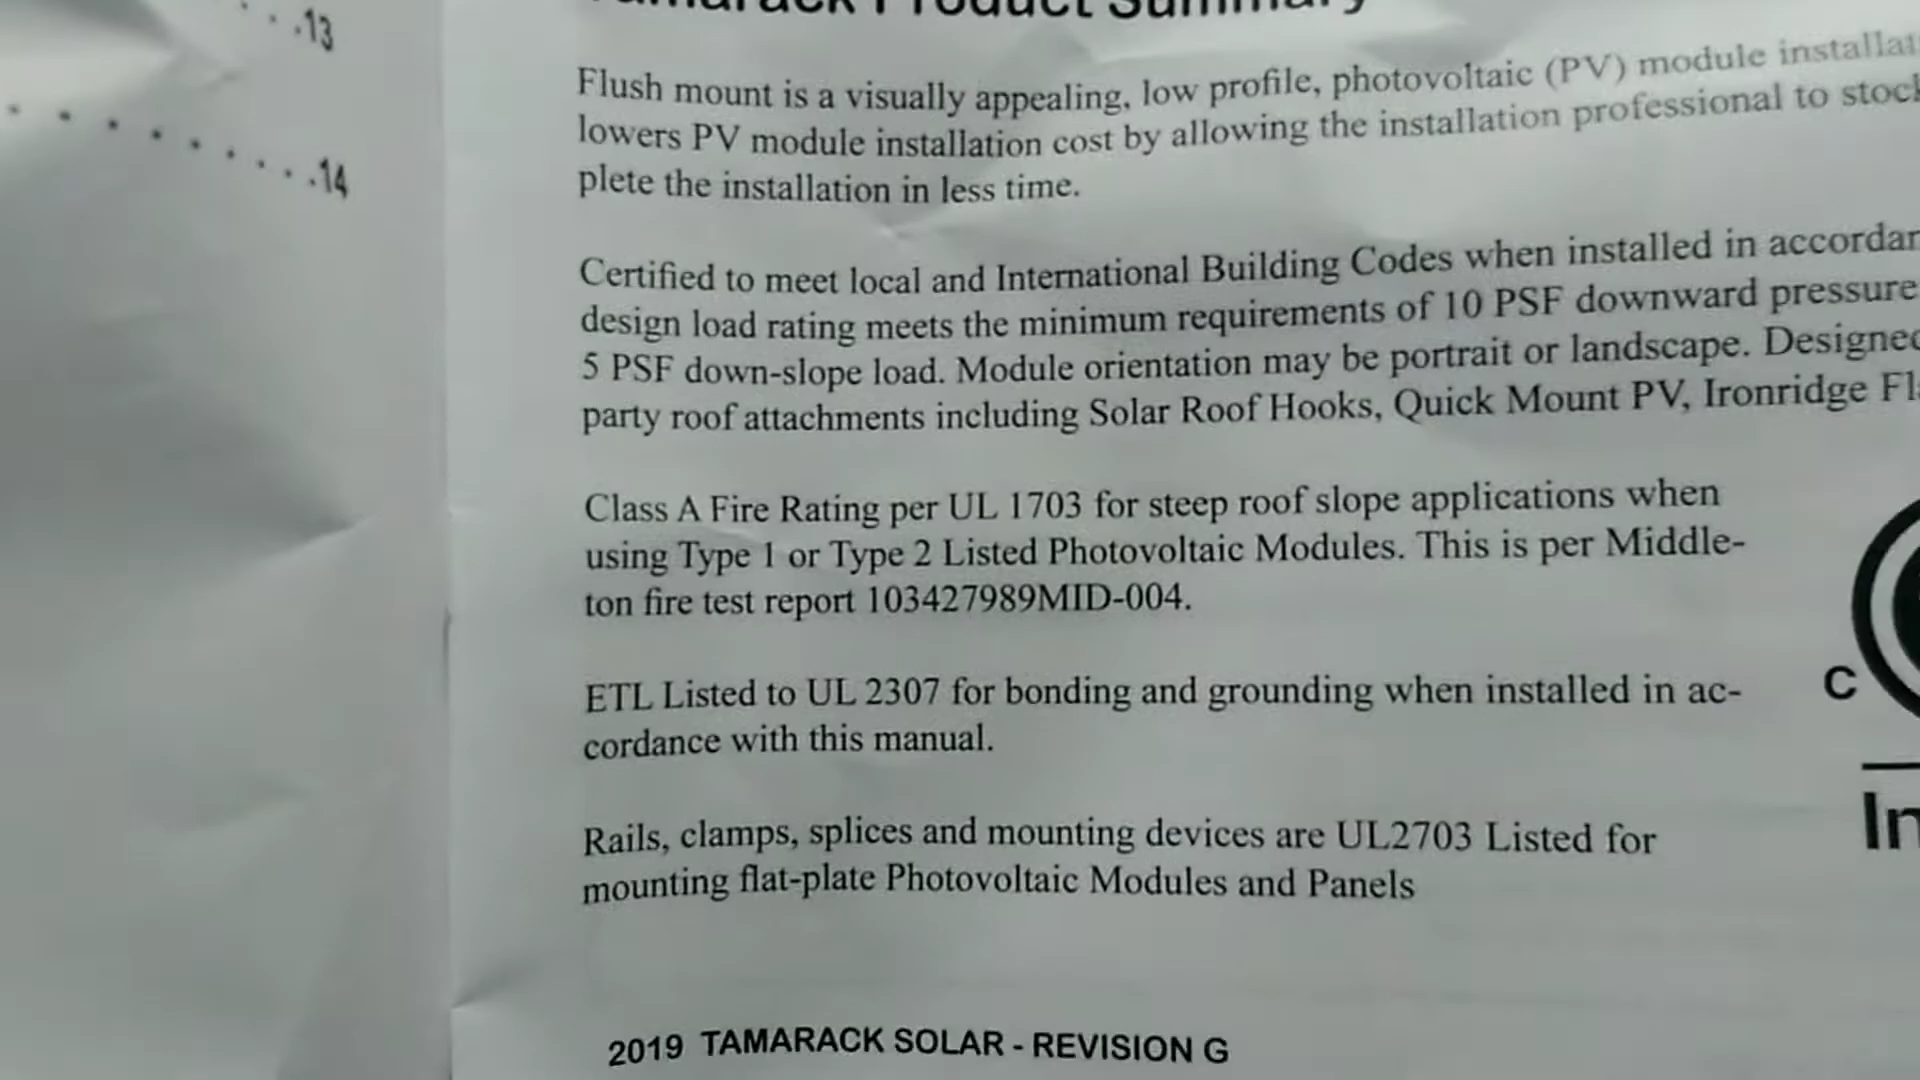 . . .13
. . . . . . . . .14
Tamarack Product Summary
Flush mount is a visually appealing, low profile, photovoltaic (PV) module
lowers PV module installation cost by allowing the installation professional to
plete the installation in less time.
Certified to meet local and International Building Codes when installed in
design load rating meets the minimum requirements of 10 PSF downward pressure
5 PSF down-slope load. Module orientation may be portrait or landscape.
party roof attachments including Solar Roof Hooks, Quick Mount PV, Ironridge
Class A Fire Rating per UL 1703 for steep roof slope applications when
using Type 1 or Type 2 Listed Photovoltaic Modules. This is per Middle-
ton fire test report 103427989MID-004.
ETL Listed to UL 2307 for bonding and grounding when installed in ac-
cordance with this manual.
C
In
Rails, clamps, splices and mounting devices are UL2703 Listed for
mounting flat-plate Photovoltaic Modules and Panels
2019 TAMARACK SOLAR - REVISION G